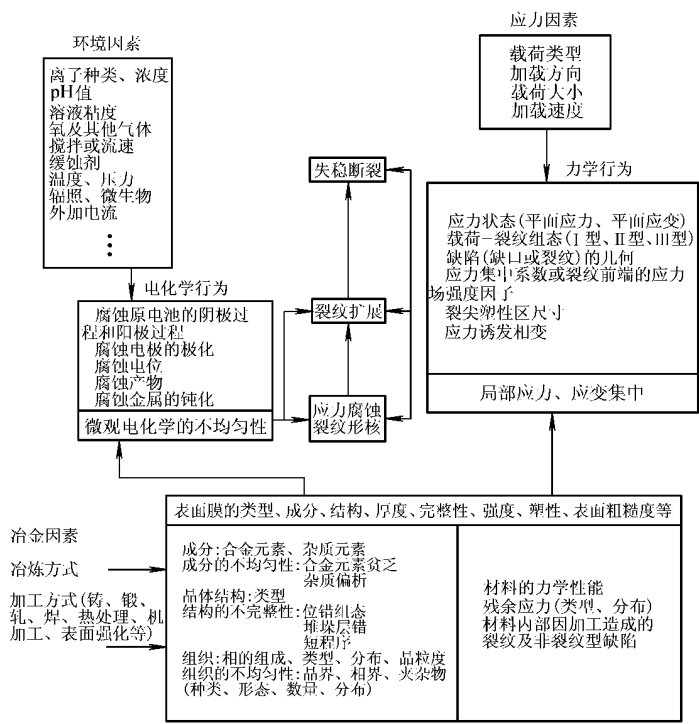 环境因素
离了种类、浓度
pH值
溶液粘度
氧及其他气体
搅拌或流速
缓蚀剂
温度、压力
辐照、微生物
外加电流
⋮
电化学行为
腐蚀原电池的阴极过
程和阳极过程
腐蚀电极的极化
腐蚀电位
腐蚀产物
腐蚀金属的钝化
微观电化学的不均匀性
失稳断裂
裂纹扩展
应力腐蚀
裂纹形核
应力因素
载荷类型
加载方向
载荷大小
加载速度
力学行为
应力状态(平面应力、平面应变)
载荷-裂纹组态(Ⅰ型、Ⅱ型、Ⅲ型)
缺陷(缺口或裂纹)的几何
应力集中系数或裂纹前端的应力
场强度因子
裂尖塑性区尺寸
应力诱发相变
局部应力、应变集中
冶金因素
冶炼方式
加工方式(铸、锻、
轧、焊、热处理、机
加工、表面强化等)
表面膜的类型、成分、结构、厚度、完整性、强度、塑性、表面粗糙度等
成分:合金元素、杂质元素
成分的不均匀性:合金元素贫乏
杂质偏析
品体结构:类型
结构的不完整性:位错组态
堆垛层错
短程序
组织:相的组成、类型、分布、品粒度
组织的不均匀性:品界、相界、夹杂物
(种类、形态、数量、分布)
材料的力学性能
残余应力(类型、分布)
材料内部因加工造成的
裂纹及非裂纹型缺陷